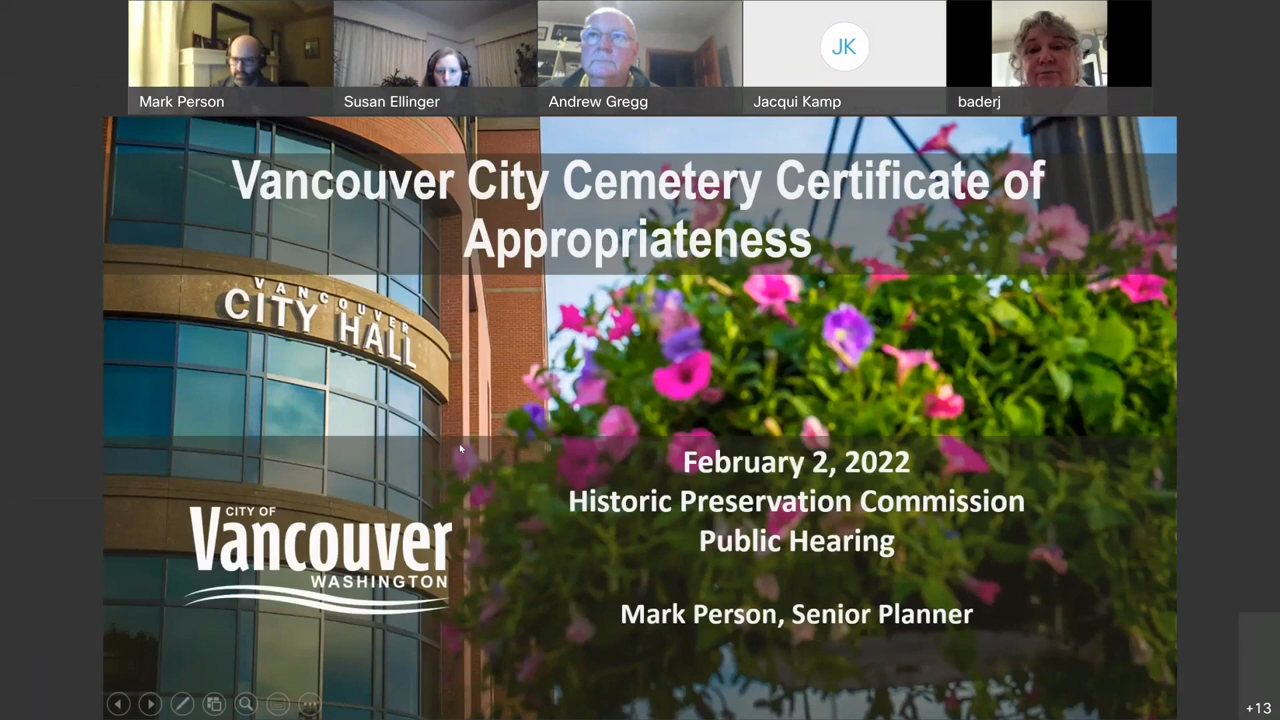 JK
Mark Person
Susan Ellinger
Andrew Gregg
Jacqui Kamp
baderj
Vancouver City Cemetery Certificate of
Appropriateness
VANCOUVER
CITY HALL
February 2, 2022
Historic Preservation Commission
Public Hearing
CITY OF
Vancouver
WASHINGTON
Mark Person, Senior Planner
+13